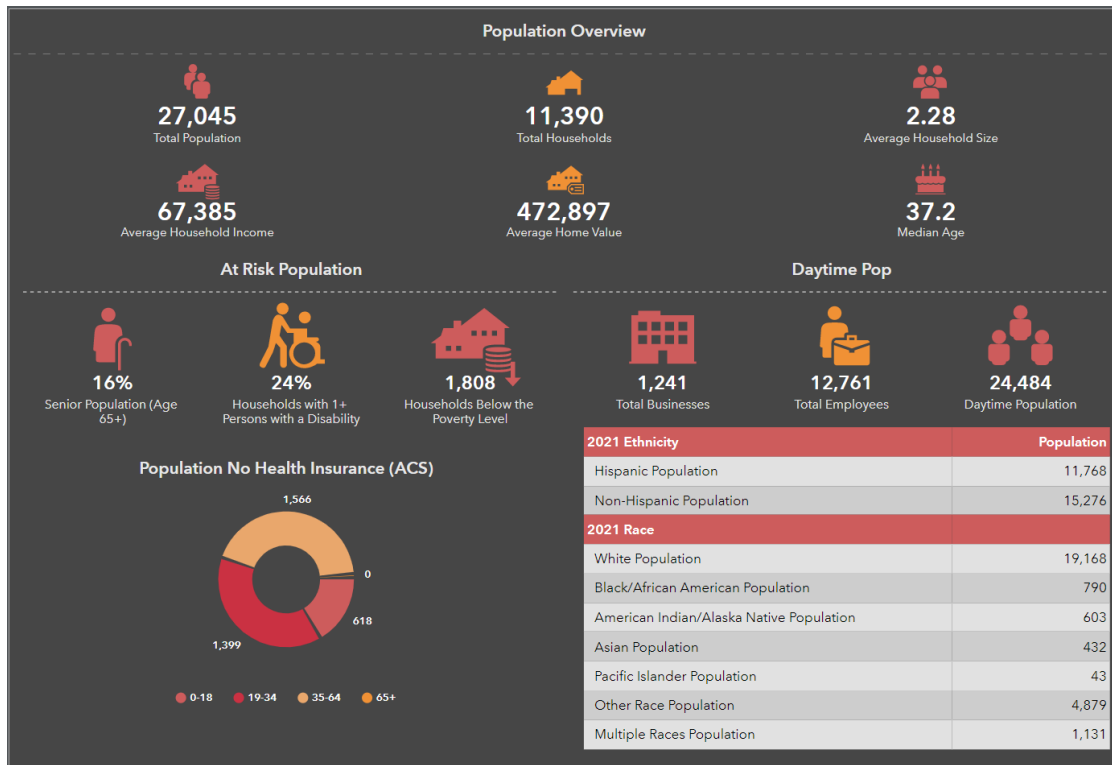 Population Overview
27,045
Total Population
11,390
Total Households
2.28
Average Household Size
67,385
Average Household Income
472,897
Average Home Value
37.2
Median Age
At Risk Population
16%
Senior Population (Age
65+)
24%
Households with 1+
Persons with a Disability
1,808
Households Below the
Poverty Level
Daytime Pop
1,241
Total Businesses
12,761
Total Employees
24,484
Daytime Population
Population No Health Insurance (ACS)
1,566
0
618
1,399
0-18 19-34 35-64 65+
2021 Ethnicity Population
Hispanic Population 11,768
Non-Hispanic Population 15,276
2021 Race
White Population 19,168
Black/African American Population 790
American Indian/Alaska Native Population 603
Asian Population 432
Pacific Islander Population 43
Other Race Population 4,879
Multiple Races Population 1,131